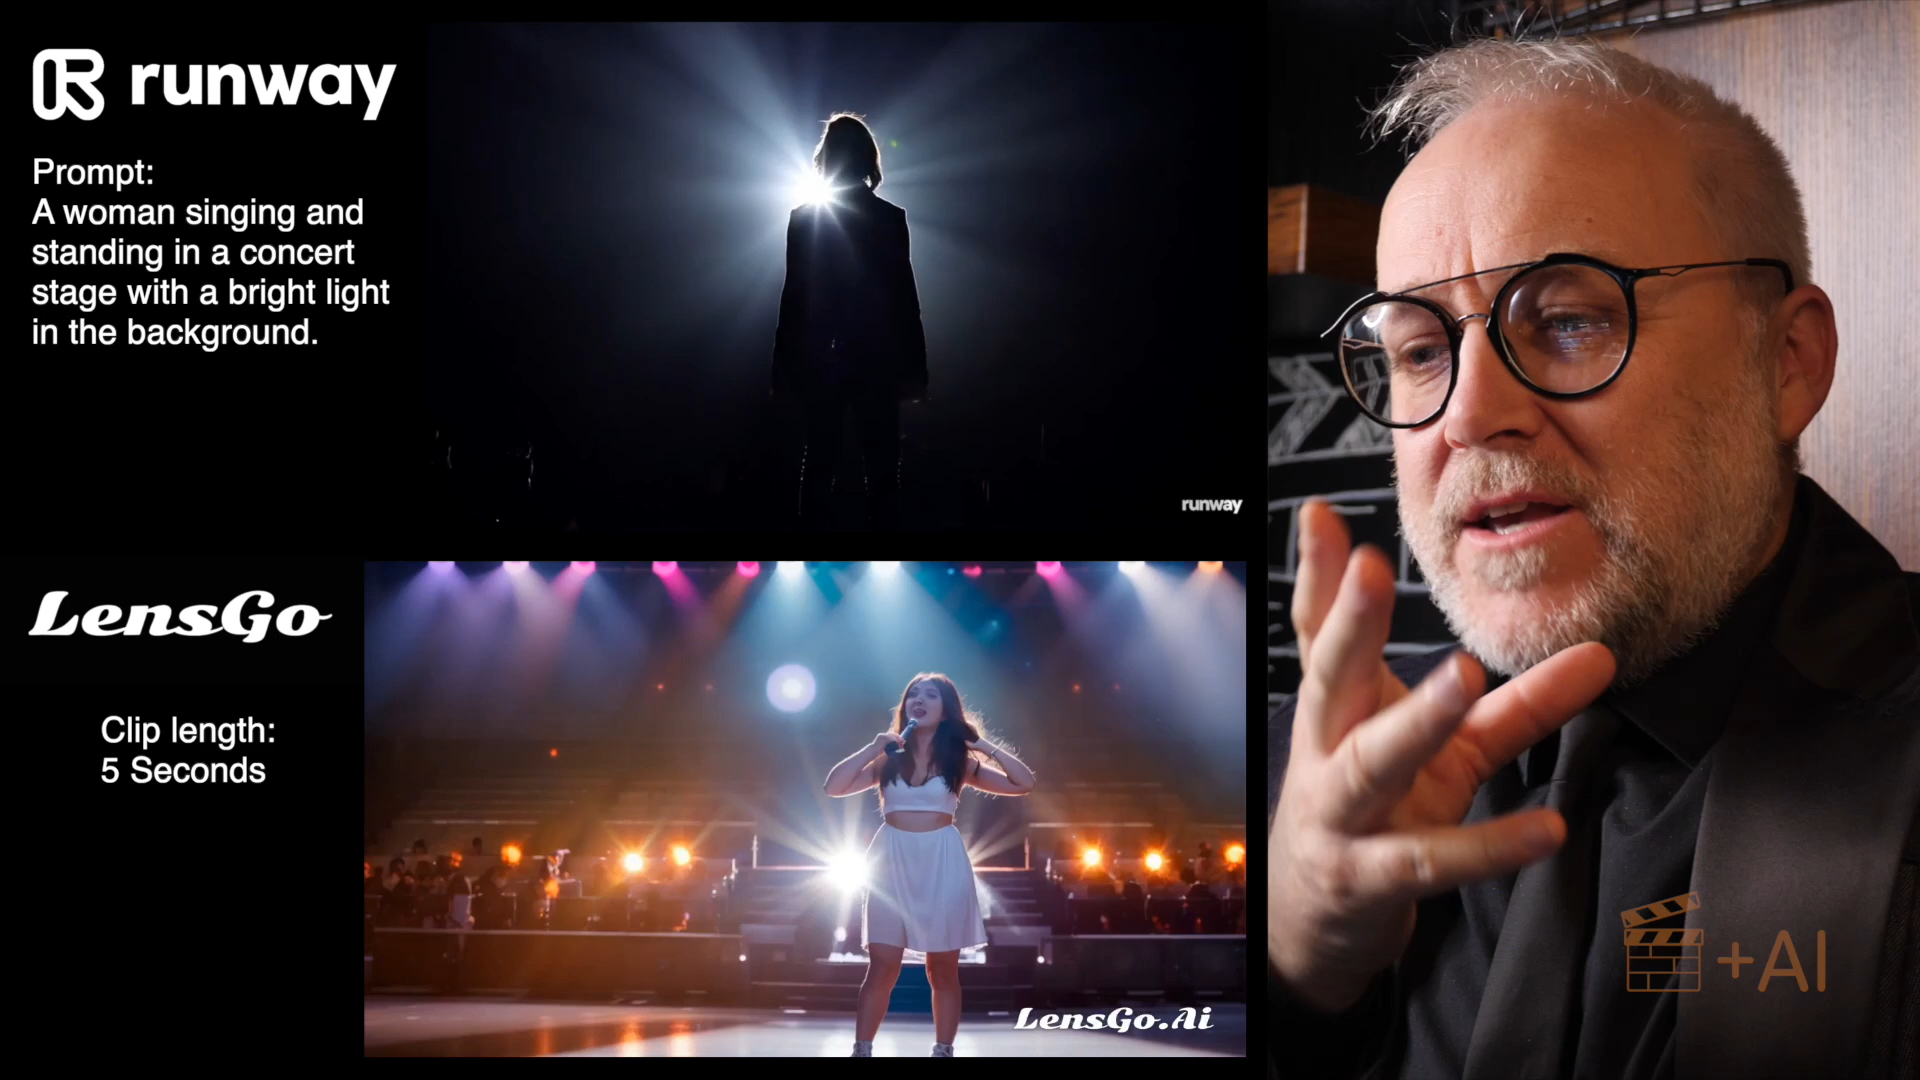 runway
Prompt:
A woman singing and
standing in a concert
stage with a bright light
in the background.
runway
LensGo
Clip length:
5 Seconds
LensGo.Ai
+AI